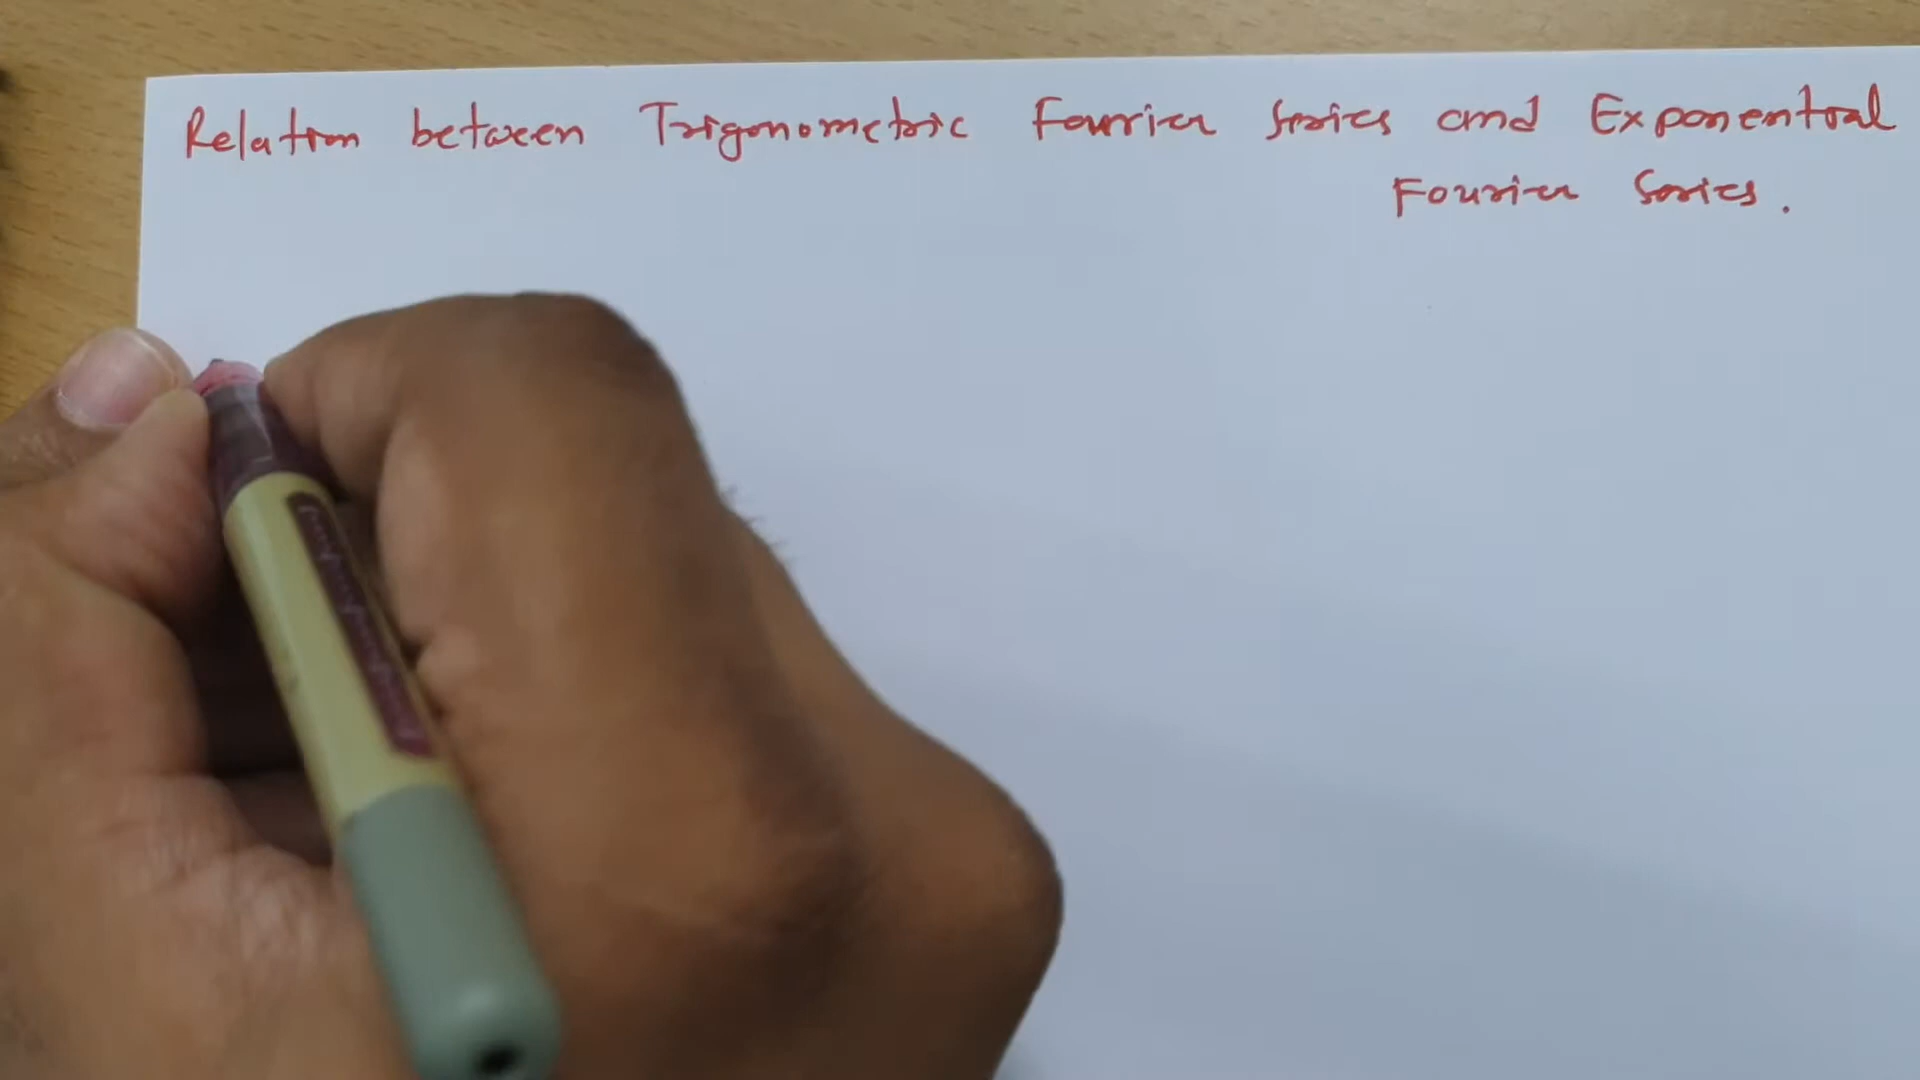 Relation between Trigonometric Fourier Series and Exponential
Fourier Series.